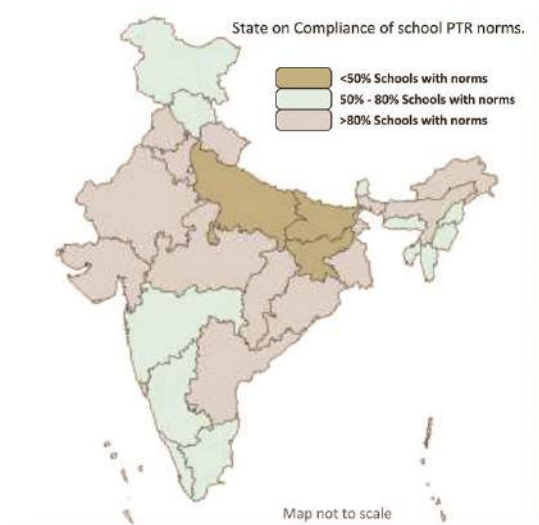 State on Compliance of school PTR norms.
<50% Schools with norms
50% - 80% Schools with norms
>80% Schools with norms
Map not to scale